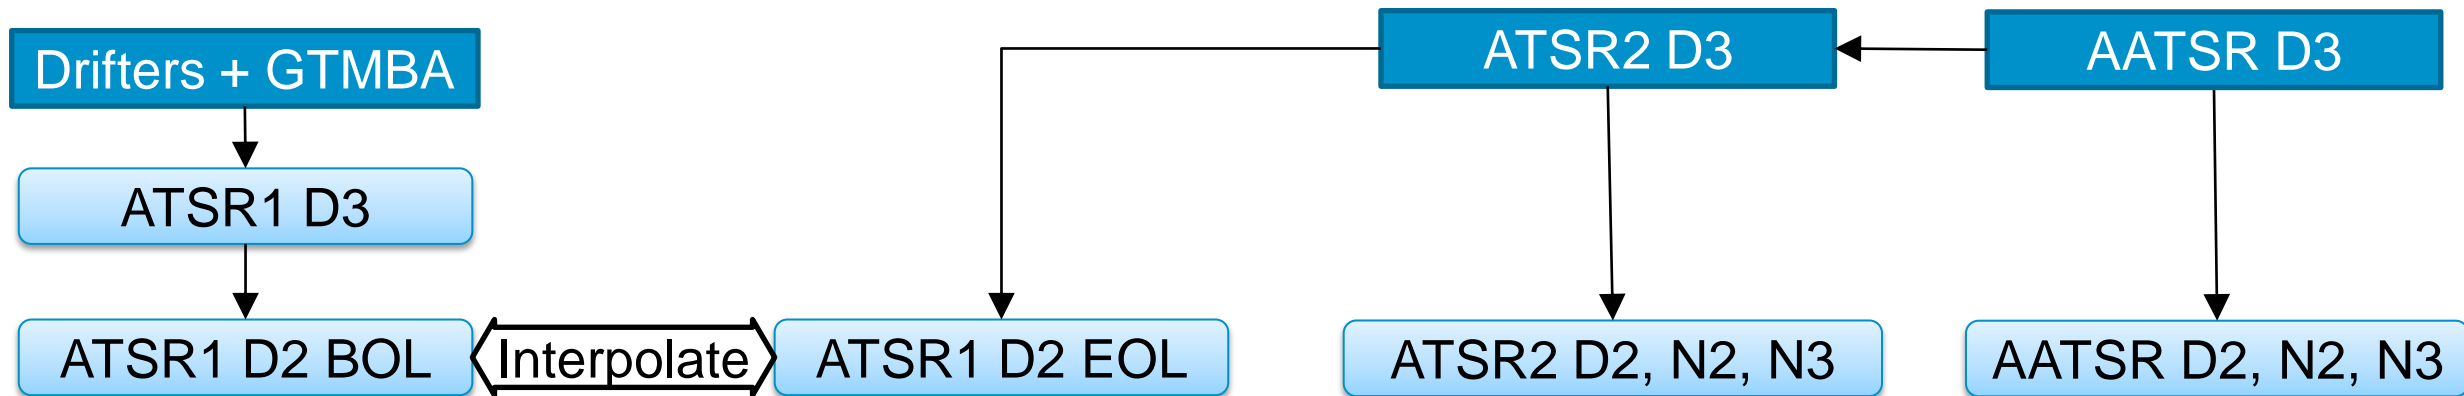 Drifters + GTMBA
ATSR2 D3
AATSR D3
ATSR1 D3
ATSR1 D2 BOL
Interpolate
ATSR1 D2 EOL
ATSR2 D2, N2, N3
AATSR D2, N2, N3